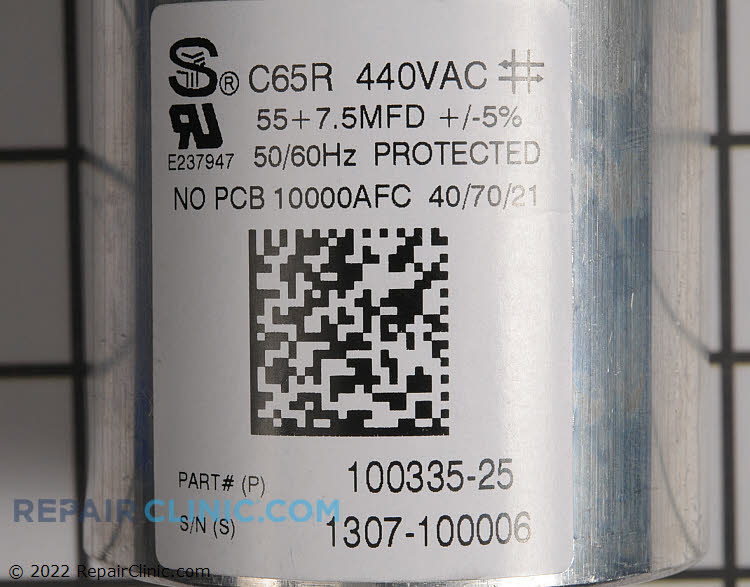 S® C65R 440VAC
55+7.5MFD +/-5%
E237947 50/60Hz PROTECTED
NO PCB 10000AFC 40/70/21
PART# (P) 100335-25
REPAIRCLINIC.COM
S/N (S) 1307-100006
© 2022 RepairClinic.com